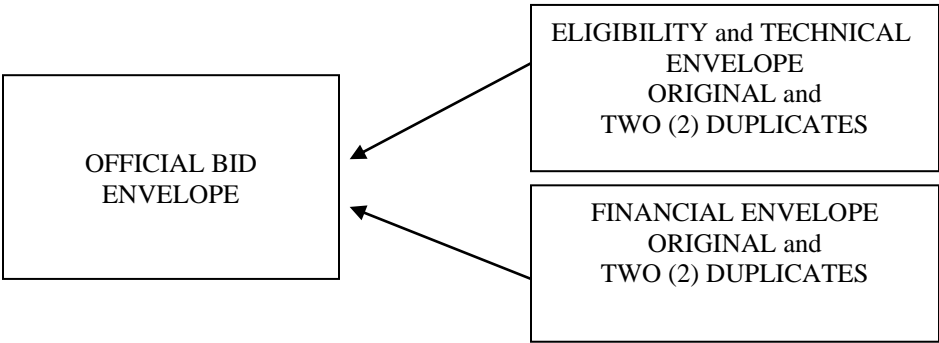 OFFICIAL BID
ENVELOPE
ELIGIBILITY and TECHNICAL
ENVELOPE
ORIGINAL and
TWO (2) DUPLICATES
FINANCIAL ENVELOPE
ORIGINAL and
TWO (2) DUPLICATES